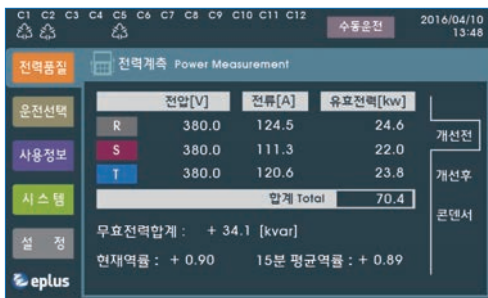 C1 C2 C3 C4 C5 C6 C7 C8 C9 C10 C11 C12
수동운전
2016/04/10
13:48
전력품질
운전선택
사용정보
시스템
설 정
eplus
전력계측 Power Measurement
전압[V] 전류[A] 유효전력[kw]
R 380.0 124.5 24.6
S 380.0 111.3 22.0
T 380.0 120.6 23.8
합계 Total 70.4
무효전력합계 : + 34.1 [kvar]
현재역률 : + 0.90 15분 평균역률 : + 0.89
개선전
개선후
콘덴서